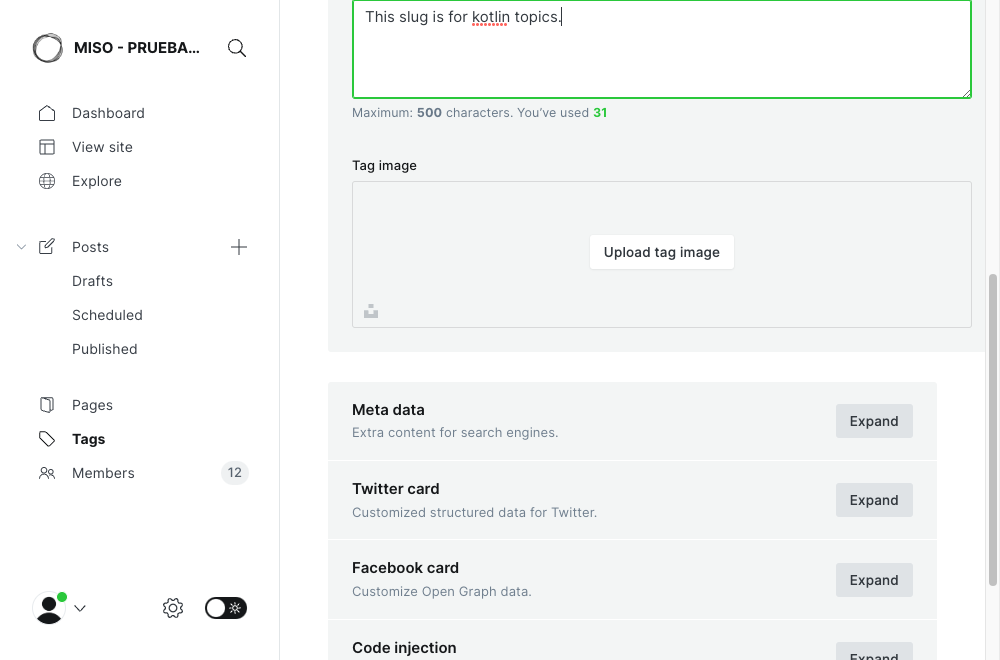 MISO - PRUEBA...
Dashboard
View site
Explore
Posts
Drafts
Scheduled
Published
Pages
Tags
Members
12
This slug is for kotlin topics.
Maximum: 500 characters. You’ve used 31
Tag image
Upload tag image
Meta data
Extra content for search engines.
Expand
Twitter card
Customized structured data for Twitter.
Expand
Facebook card
Customize Open Graph data.
Expand
Code injection
Expand